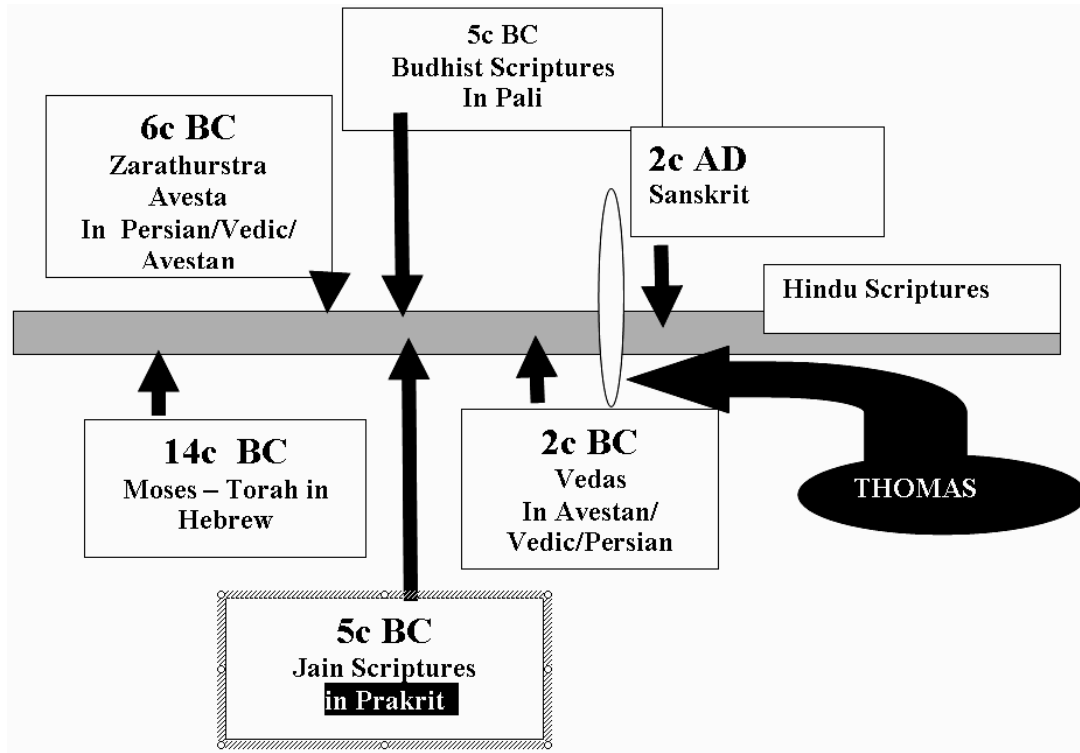 5c BC
Budhist Scriptures
In Pali
6c BC
Zarathurstra
Avesta
In Persian/Vedic/
Avestan
2c AD
Sanskrit
Hindu Scriptures
14c BC
Moses – Torah in
Hebrew
2c BC
Vedas
In Avestan/
Vedic/Persian
THOMAS
5c BC
Jain Scriptures
in Prakrit